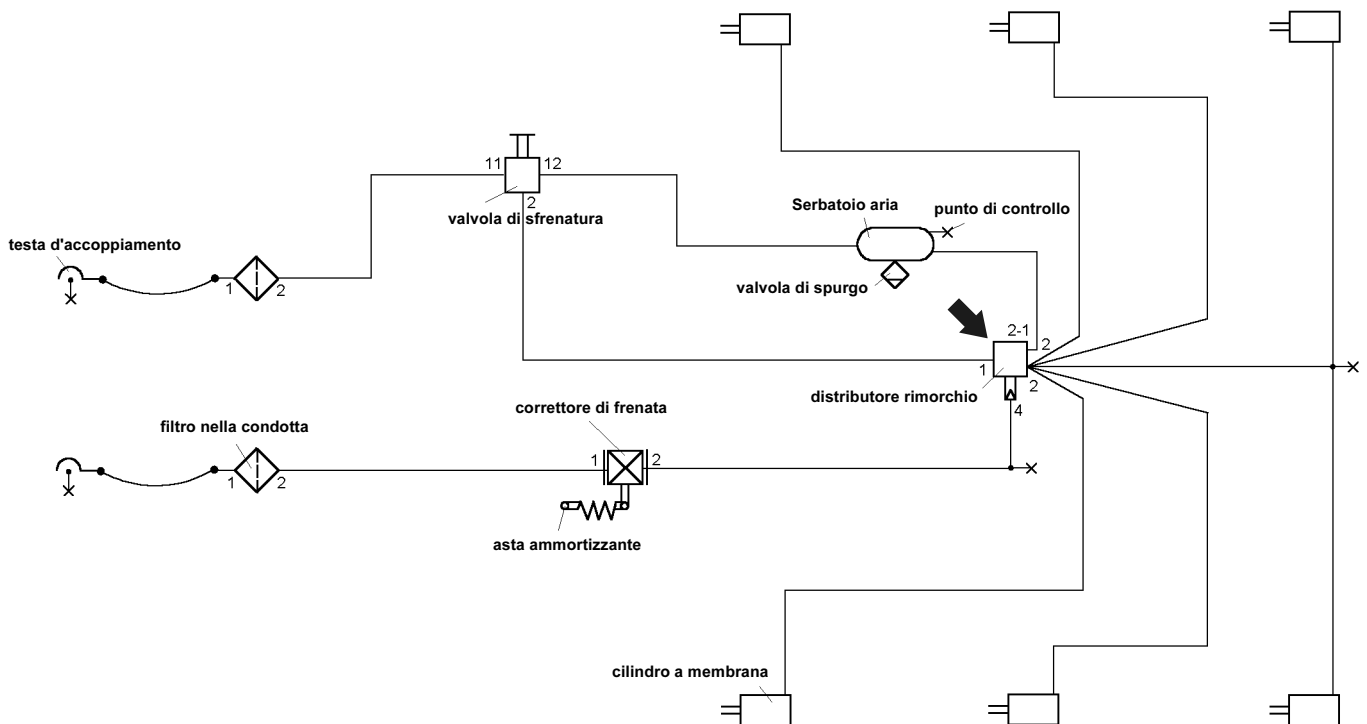 11
12
2
valvola di sfrenatura
Serbatoio aria
punto di controllo
testa d'accoppiamento
1
2
valvola di spurgo
2-1
2
1
2
distributore rimorchio
4
correttore di frenata
filtro nella condotta
1
2
1
2
asta ammortizzante
cilindro a membrana